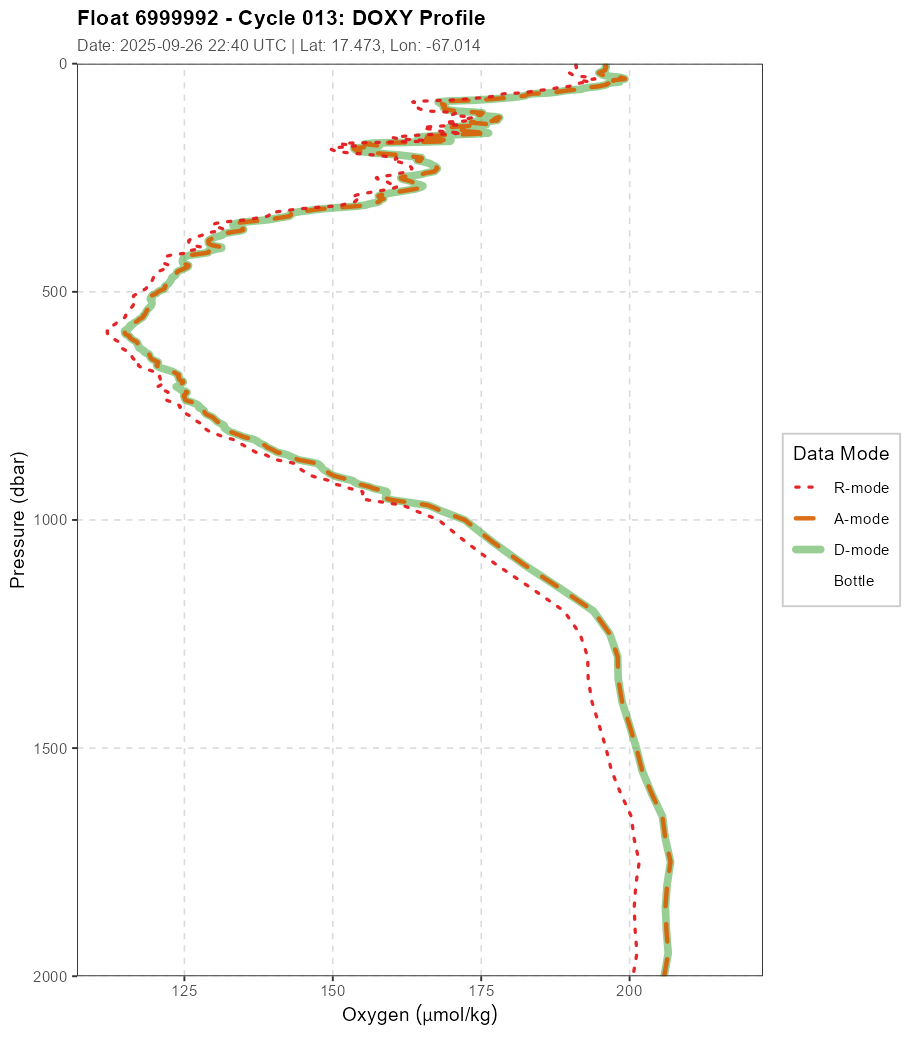 Float 6999992 - Cycle 013: DOXY Profile
Date: 2025-09-26 22:40 UTC | Lat: 17.473, Lon: -67.014
0
500
1000
1500
2000
Pressure (dbar)
125
150
175
200
Oxygen (µmol/kg)
Data Mode
R-mode
A-mode
D-mode
Bottle